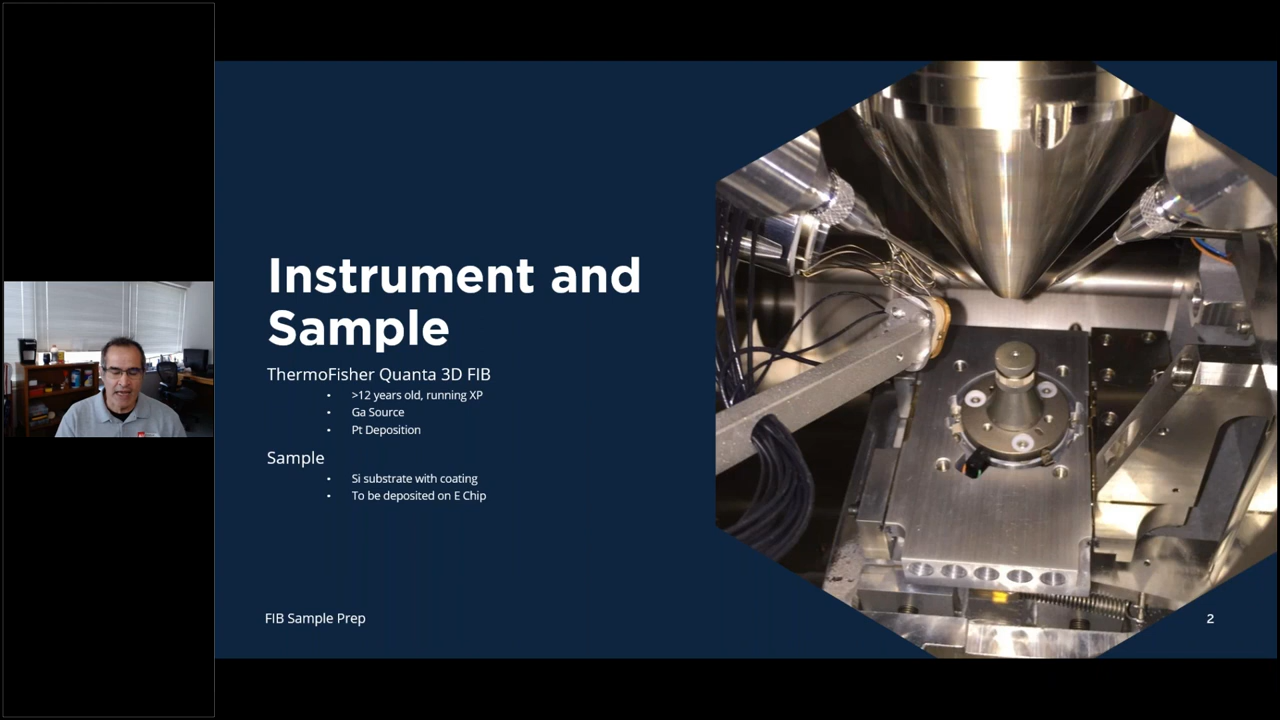 Instrument and
Sample
ThermoFisher Quanta 3D FIB
• >12 years old, running XP
• Ga Source
• Pt Deposition
Sample
• Si substrate with coating
• To be deposited on E Chip
FIB Sample Prep
2